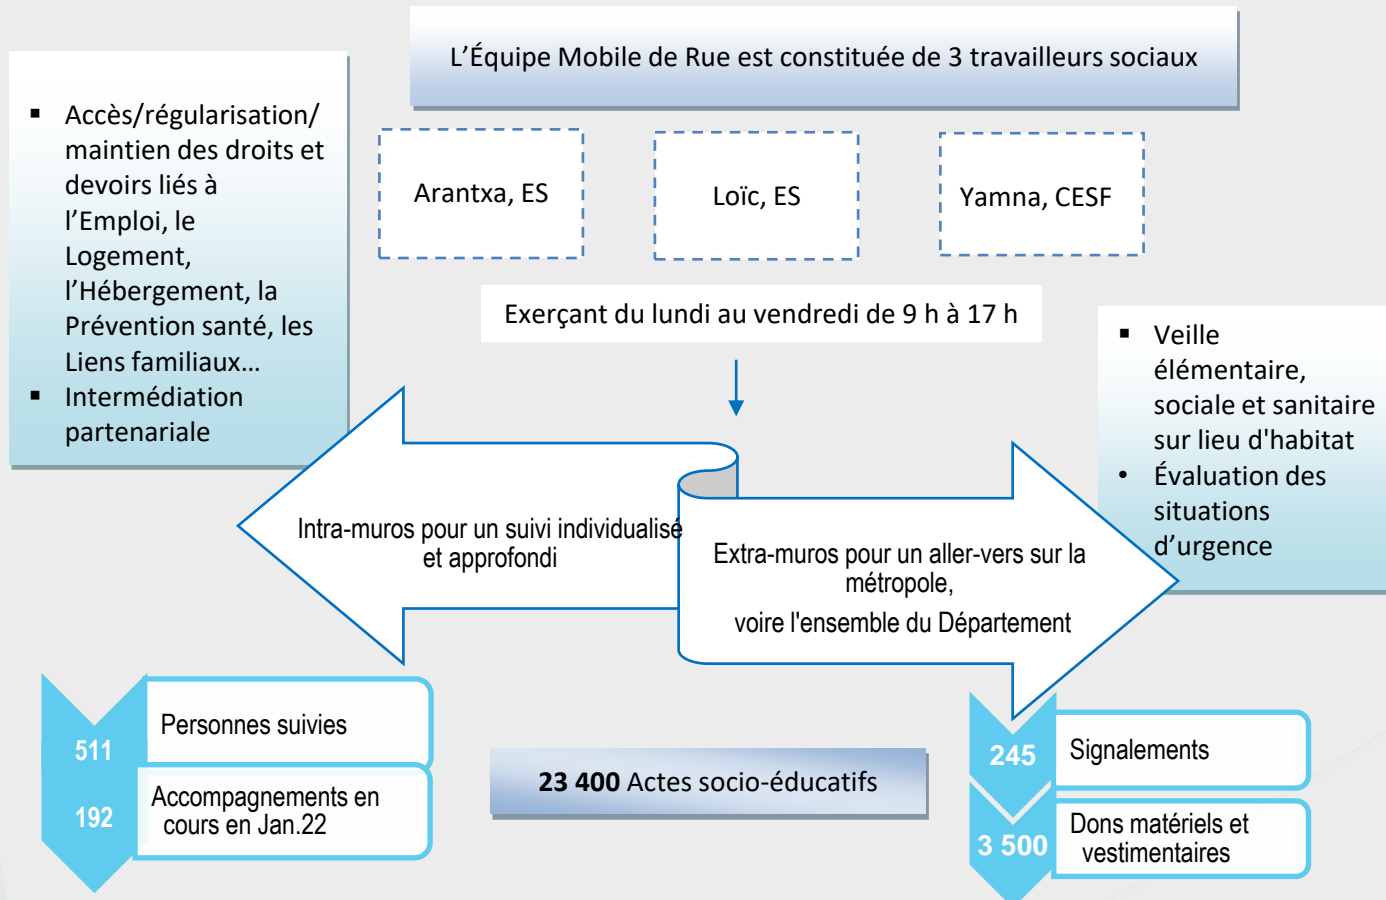 L’Équipe Mobile de Rue est constituée de 3 travailleurs sociaux
▪ Accès/régularisation/
maintien des droits et
devoirs liés à
l’Emploi, le
Logement,
l’Hébergement, la
Prévention santé, les
Liens familiaux…
▪ Intermédiation
partenariale
Arantxa, ES
Loïc, ES
Yamna, CESF
Exerçant du lundi au vendredi de 9 h à 17 h
▪ Veille
élémentaire,
sociale et sanitaire
sur lieu d'habitat
• Évaluation des
situations
d’urgence
Intra-muros pour un suivi individualisé
et approfondi
Extra-muros pour un aller-vers sur la
métropole,
voire l'ensemble du Département
511
Personnes suivies
192
Accompagnements en
cours en Jan.22
23 400 Actes socio-éducatifs
245
Signalements
3 500
Dons matériels et
vestimentaires